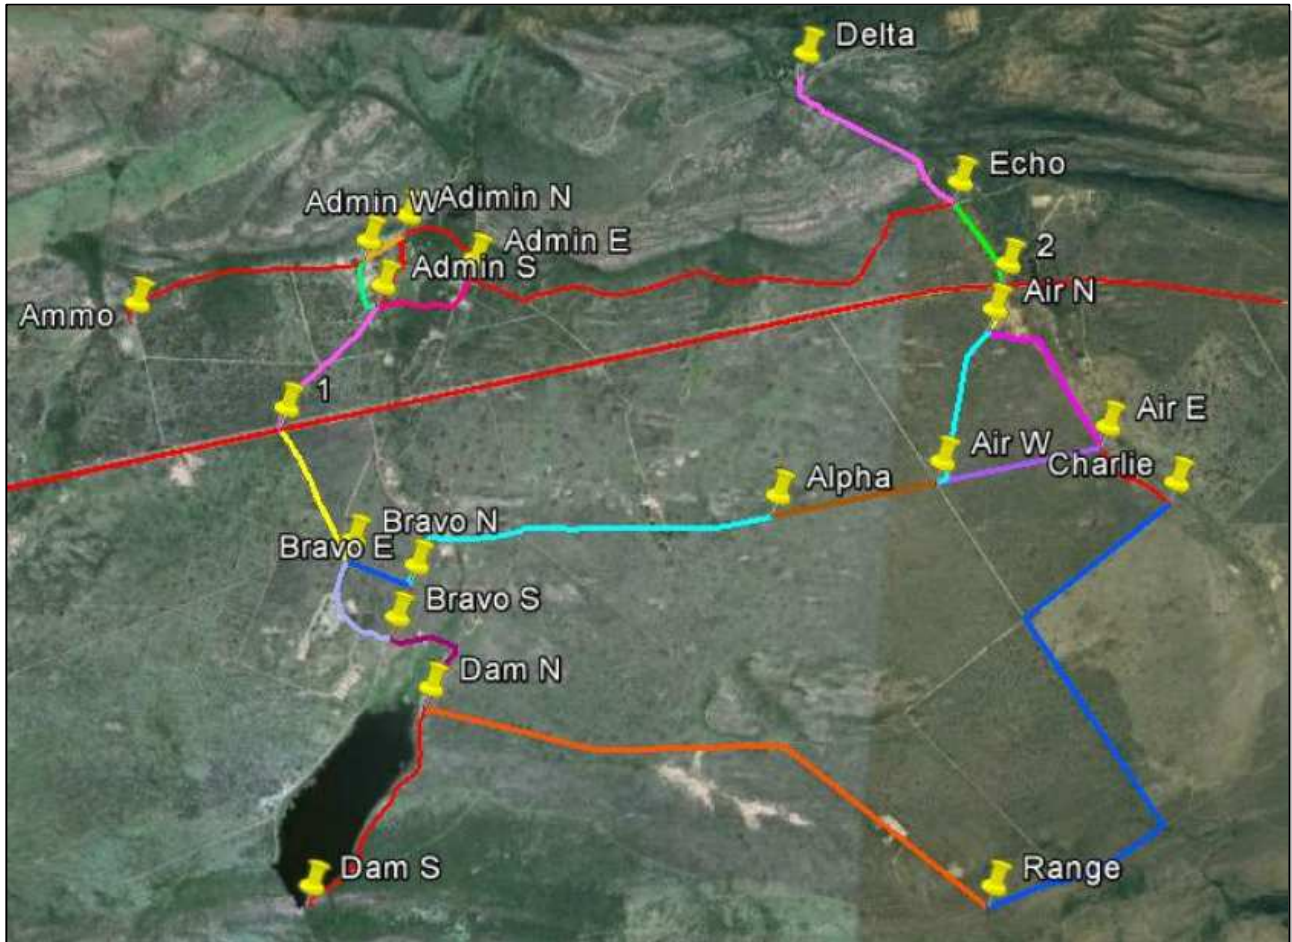 Delta
Echo
Admin W
Adimin N
Admin E
2
Admin S
Air N
Ammo
1
Air E
Air W
Charlie
Alpha
Bravo N
Bravo E
Bravo S
Dam N
Dam S
Range